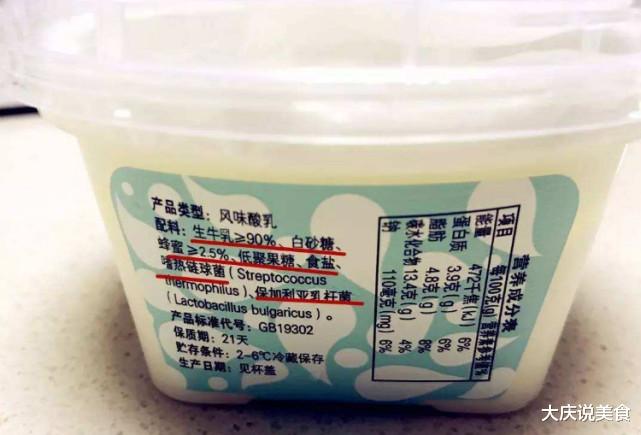 产品类型：风味酸乳
配料：生牛乳≥90%、白砂糖、
蜂蜜≥2.5%、低聚果糖、食盐、
嗜热链球菌（Streptococcus
thermophilus）、保加利亚乳杆菌
（Lactobacillus bulgaricus）。
产品标准代号：GB19302
保质期：21天
贮存条件：2-6℃冷藏保存
生产日期：见杯盖
营养成分表
项目 每100克(g) 营养素参考值%
能量 472千焦(kJ) 6%
蛋白质 3.9克(g) 6%
脂肪 4.8克(g) 8%
碳水化合物 13.4克(g) 4%
钠 110毫克(mg) 6%
大庆说美食